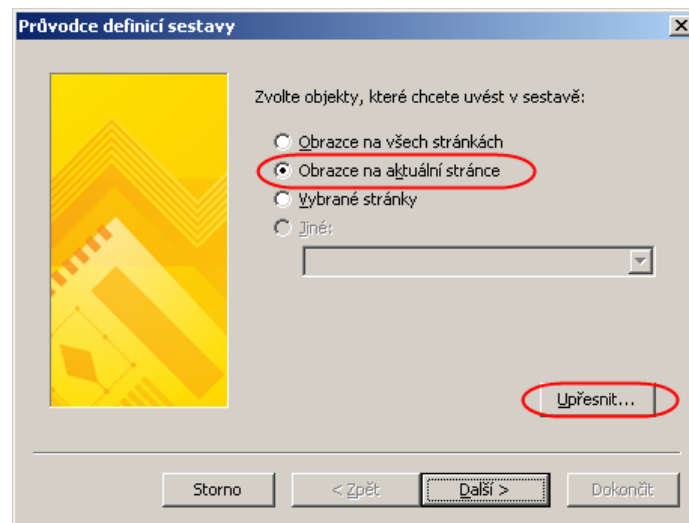 Průvodce definicí sestavy
Zvolte objekty, které chcete uvést v sestavě:
Obrazce na všech stránkách
Obrazce na aktuální stránce
Vybrané stránky
Jiné:
Upřesnit...
Storno
< Zpět
Další >
Dokončit